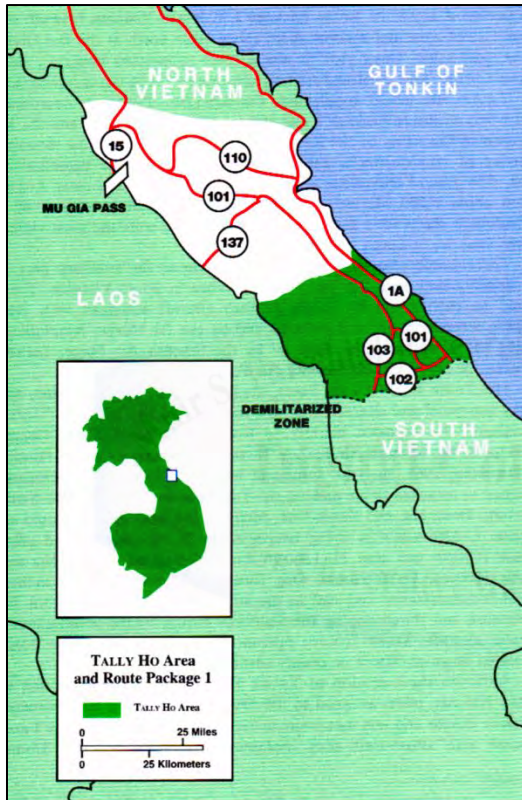 NORTH
VIETNAM
GULF OF
TONKIN
15
110
MU GIA PASS
101
137
LAOS
1A
101
103
102
DEMILITARIZED
ZONE
SOUTH
VIETNAM
TALLY HO Area
and Route Package 1
TALLY HO Area
0 25 Miles
0 25 Kilometers